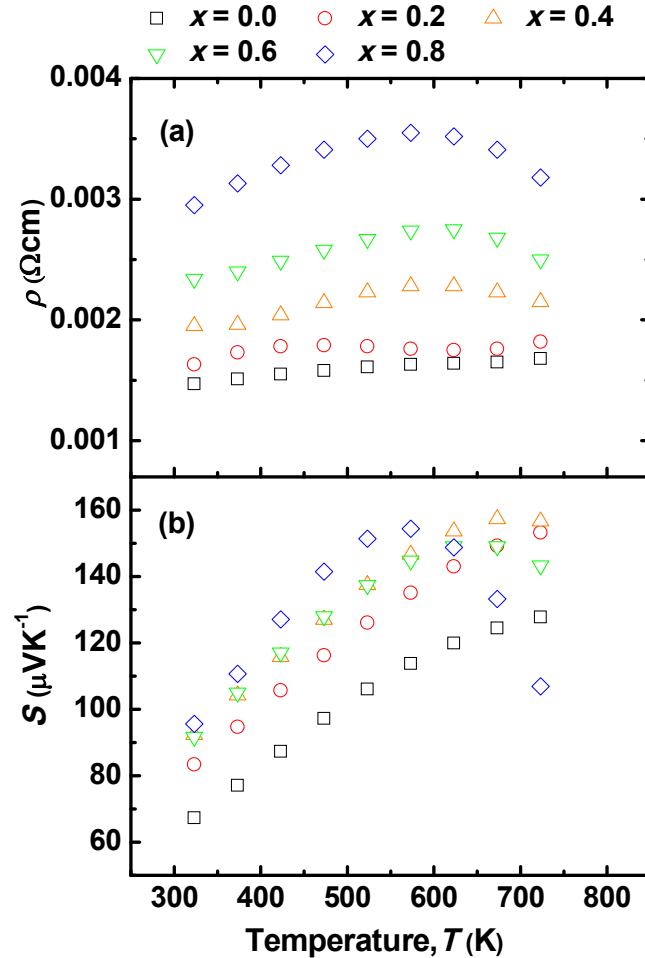 x = 0.0 x = 0.2 x = 0.4
x = 0.6 x = 0.8
0.004
(a)
0.003
0.002
0.001
ρ (Ωcm)
160
(b)
140
120
100
80
60
S (μVK⁻¹)
300 400 500 600 700 800
Temperature, T (K)